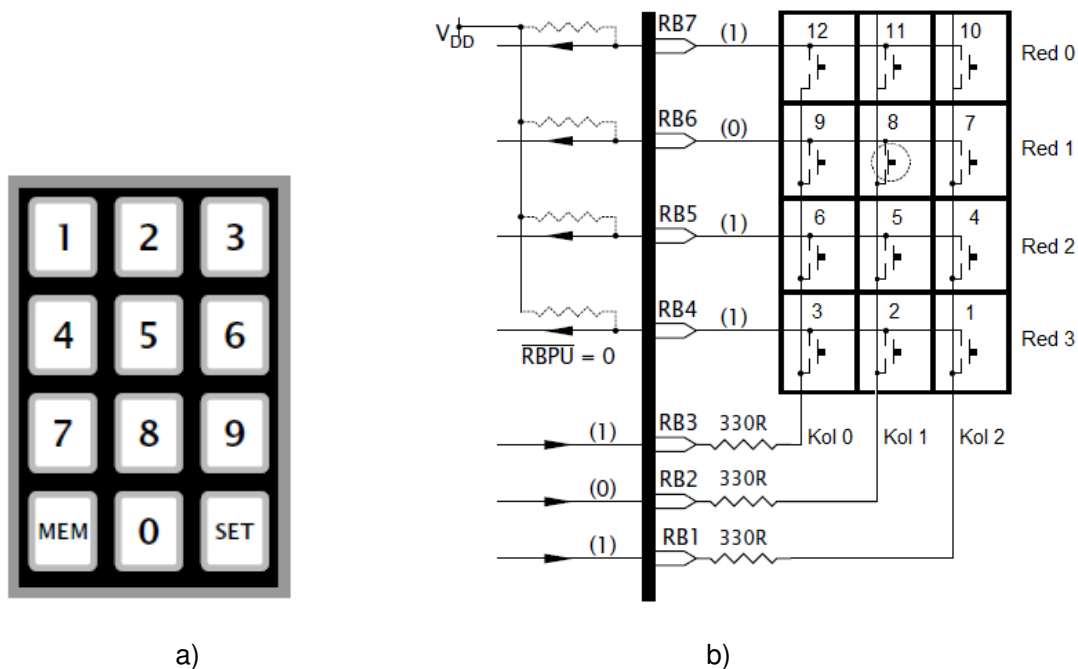 1 2 3
4 5 6
7 8 9
MEM 0 SET
a)
VDD
RB7 (1) 12 11 10 Red 0
RB6 (0) 9 8 7 Red 1
RB5 (1) 6 5 4 Red 2
RB4 (1) 3 2 1 Red 3
RBPU = 0
(1) RB3 330R Kol 0 Kol 1 Kol 2
(0) RB2 330R
(1) RB1 330R
b)